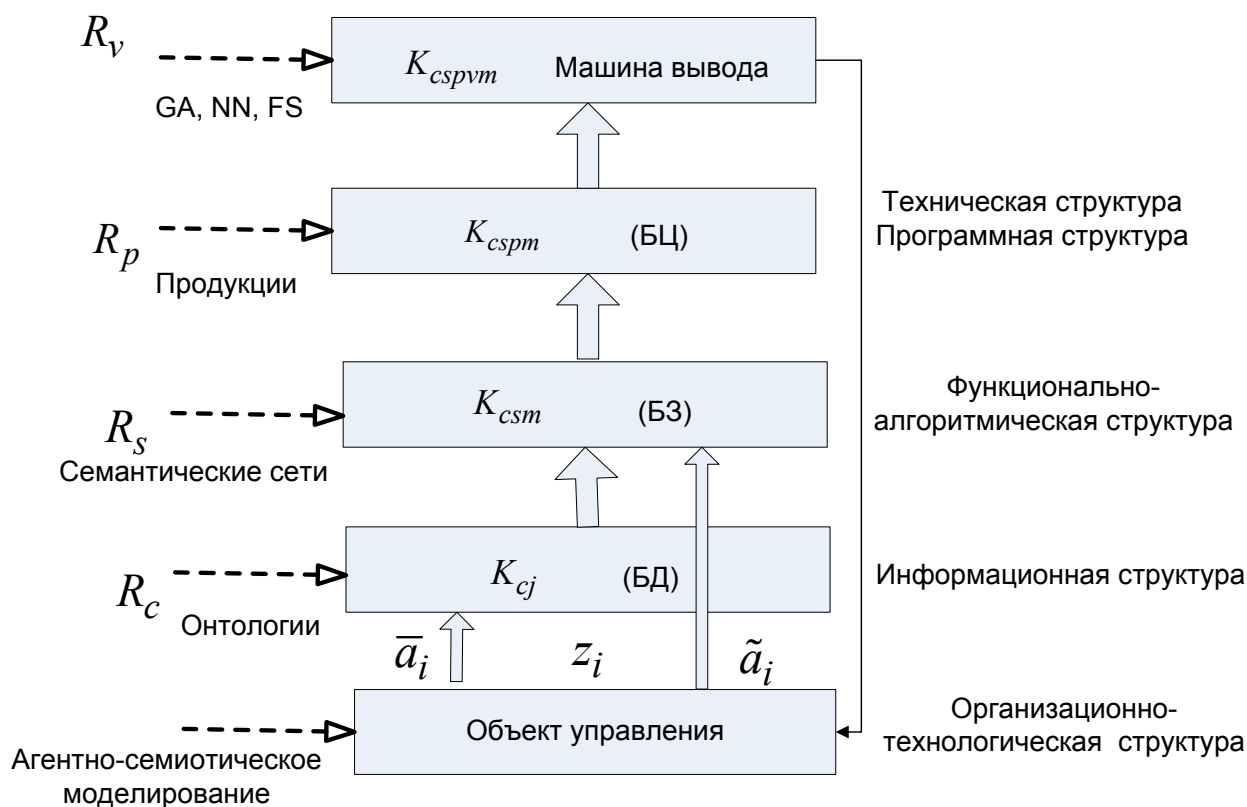 R_v
K_cspvm Машина вывода
GA, NN, FS
Техническая структура
R_p
K_cspm (БЦ)
Программная структура
Продукции
Функционально-
R_s
K_csm (БЗ)
алгоритмическая структура
Семантические сети
R_c
K_cj (БД)
Информационная структура
Онтологии
a̅_i z_i ã_i
Объект управления
Организационно-
технологическая структура
Агентно-семиотическое
моделирование